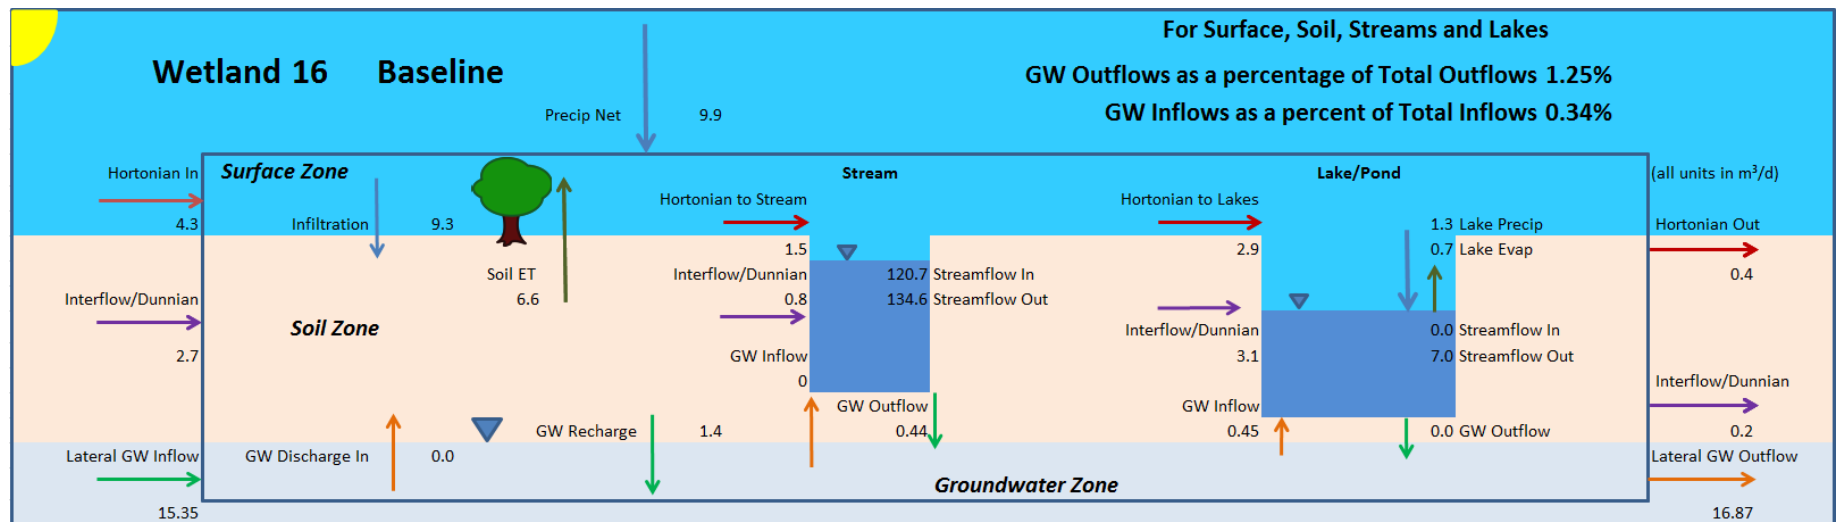 For Surface, Soil, Streams and Lakes
Wetland 16 Baseline
GW Outflows as a percentage of Total Outflows 1.25%
GW Inflows as a percent of Total Inflows 0.34%
Precip Net 9.9
Hortonian In
Surface Zone
Stream
Lake/Pond
(all units in m³/d)
Hortonian to Stream
Hortonian to Lakes
4.3
Infiltration 9.3
1.3 Lake Precip
Hortonian Out
1.5
2.9
0.7 Lake Evap
Soil ET
Interflow/Dunnian
120.7 Streamflow In
0.4
Interflow/Dunnian
6.6
0.8
134.6 Streamflow Out
Soil Zone
Interflow/Dunnian
0.0 Streamflow In
2.7
GW Inflow
3.1
7.0 Streamflow Out
0
Interflow/Dunnian
GW Outflow
GW Inflow
GW Recharge 1.4
0.44
0.45
0.0 GW Outflow
0.2
Lateral GW Inflow
GW Discharge In 0.0
Lateral GW Outflow
Groundwater Zone
15.35
16.87